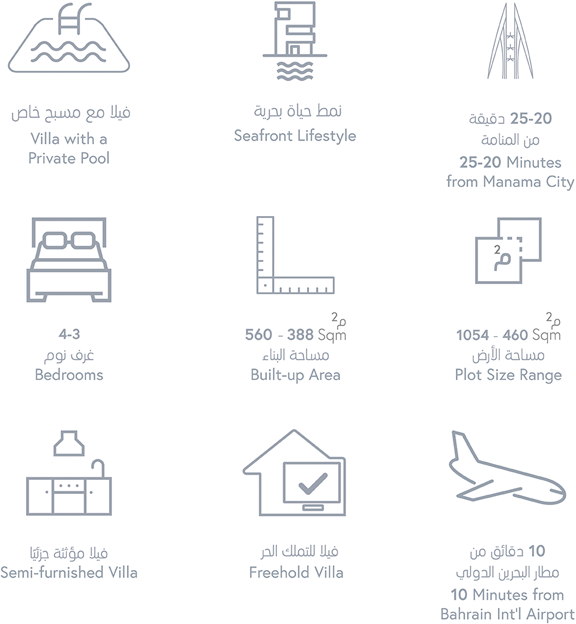 فيلا مع مسبح خاص
Villa with a
Private Pool
نمط حياة بحرية
Seafront Lifestyle
25-20 دقيقة
من المنامة
25-20 Minutes
from Manama City
4-3
غرف نوم
Bedrooms
م2
560 - 388 Sqm
مساحة البناء
Built-up Area
م2
م2
1054 - 460 Sqm
مساحة الأرض
Plot Size Range
فيلا مؤثثة جزئيًا
Semi-furnished Villa
فيلا للتملك الحر
Freehold Villa
10 دقائق من
مطار البحرين الدولي
10 Minutes from
Bahrain Int'l Airport